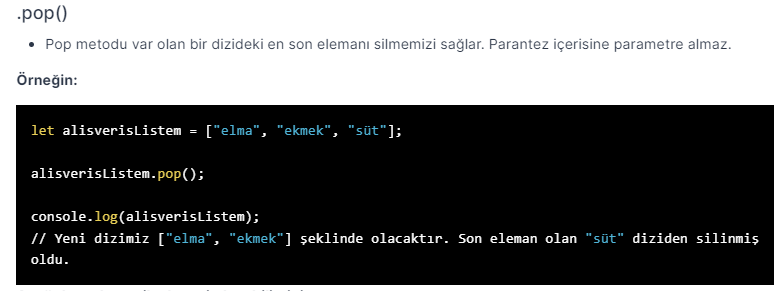 .pop()
• Pop metodu var olan bir dizideki en son elemanı silmemizi sağlar. Parantez içerisine parametre almaz.
Örneğin:
let alisverisListem = ["elma", "ekmek", "süt"];
alisverisListem.pop();
console.log(alisverisListem);
// Yeni dizimiz ["elma", "ekmek"] şeklinde olacaktır. Son eleman olan "süt" diziden silinmiş
oldu.